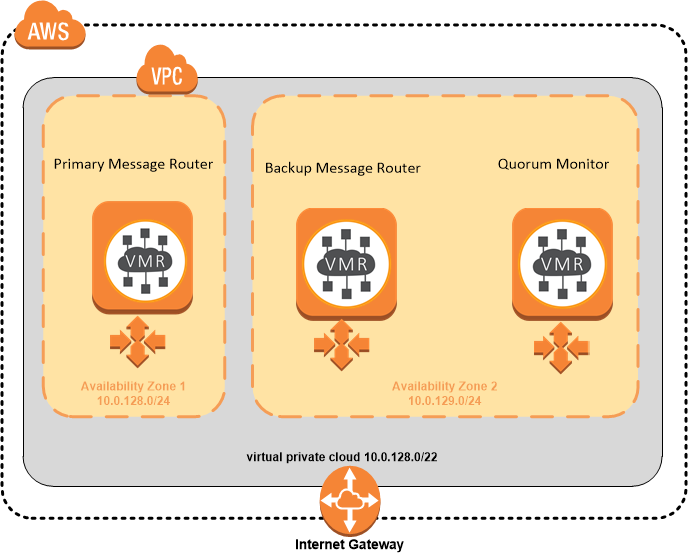 AWS
VPC
Primary Message Router
Backup Message Router
Quorum Monitor
VMR
VMR
VMR
Availability Zone 1
10.0.128.0/24
Availability Zone 2
10.0.129.0/24
virtual private cloud 10.0.128.0/22
Internet Gateway